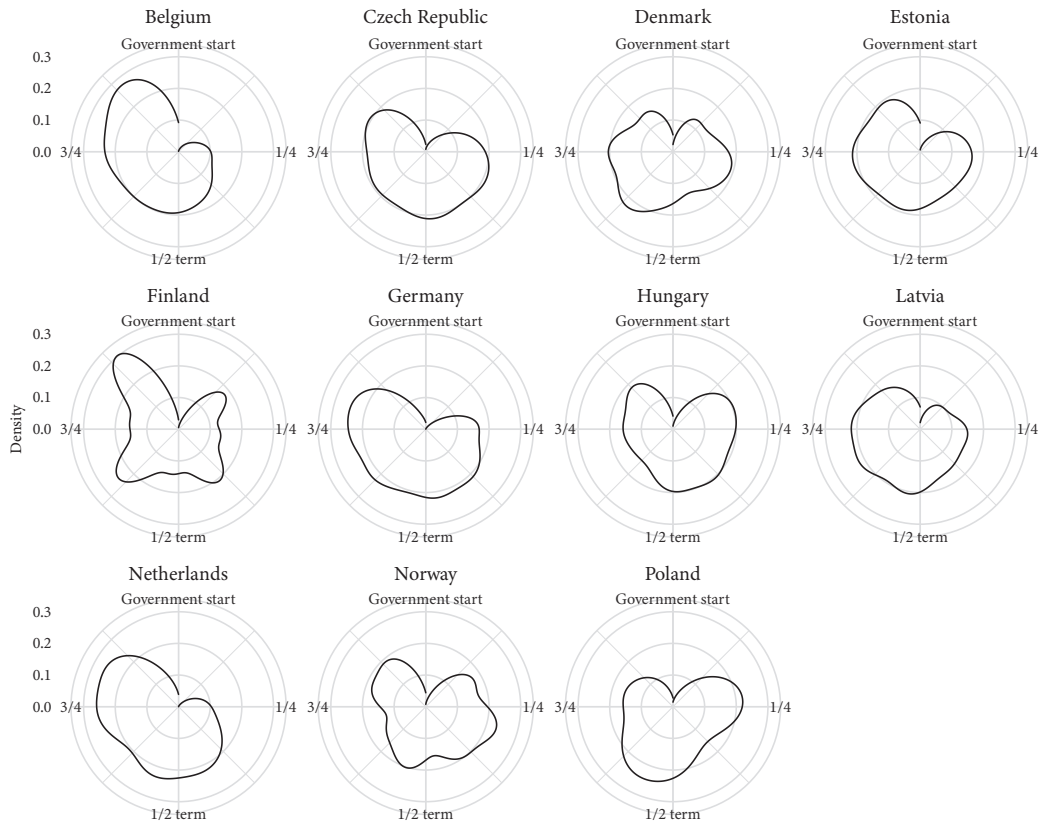 Belgium Czech Republic Denmark Estonia
Government start Government start Government start Government start
0.3
0.2
0.1
0.0 3/4 3/4 1/4 3/4 1/4 3/4 1/4 1/4
1/2 term 1/2 term 1/2 term 1/2 term
Finland Germany Hungary Latvia
Government start Government start Government start Government start
0.3
0.2
0.1
Density
0.0 3/4 1/4 3/4 1/4 3/4 1/4 3/4 1/4
1/2 term 1/2 term 1/2 term 1/2 term
Netherlands Norway Poland
Government start Government start Government start
0.3
0.2
0.1
0.0 3/4 1/4 3/4 1/4 3/4 1/4
1/2 term 1/2 term 1/2 term